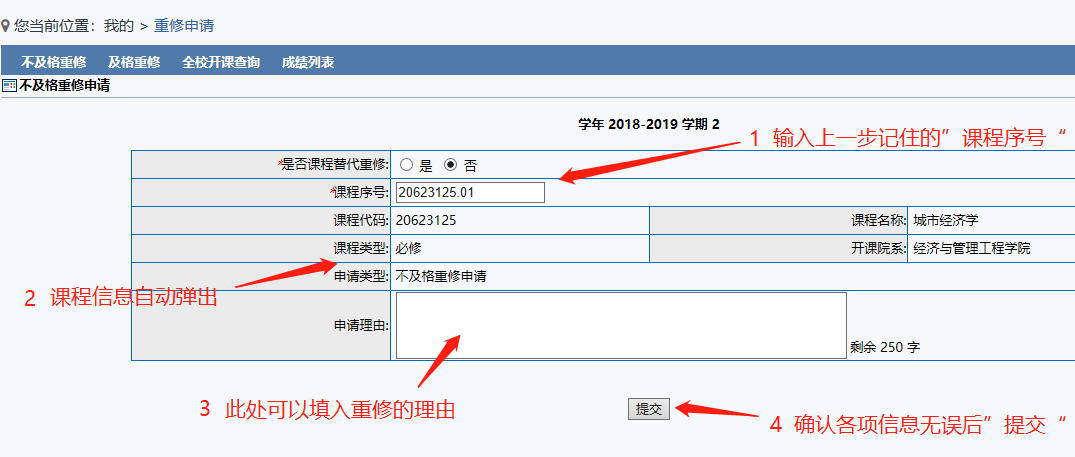 您当前位置：我的 > 重修申请
不及格重修 及格重修 全校开课查询 成绩列表
不及格重修申请
学年 2018-2019 学期 2
1 输入上一步记住的”课程序号“
*是否课程替代重修: 是 否
*课程序号: 20623125.01
课程代码: 20623125 课程名称: 城市经济学
课程类型: 必修 开课院系: 经济与管理工程学院
申请类型: 不及格重修申请
2 课程信息自动弹出
申请理由: 剩余 250 字
3 此处可以填入重修的理由
提交
4 确认各项信息无误后”提交“